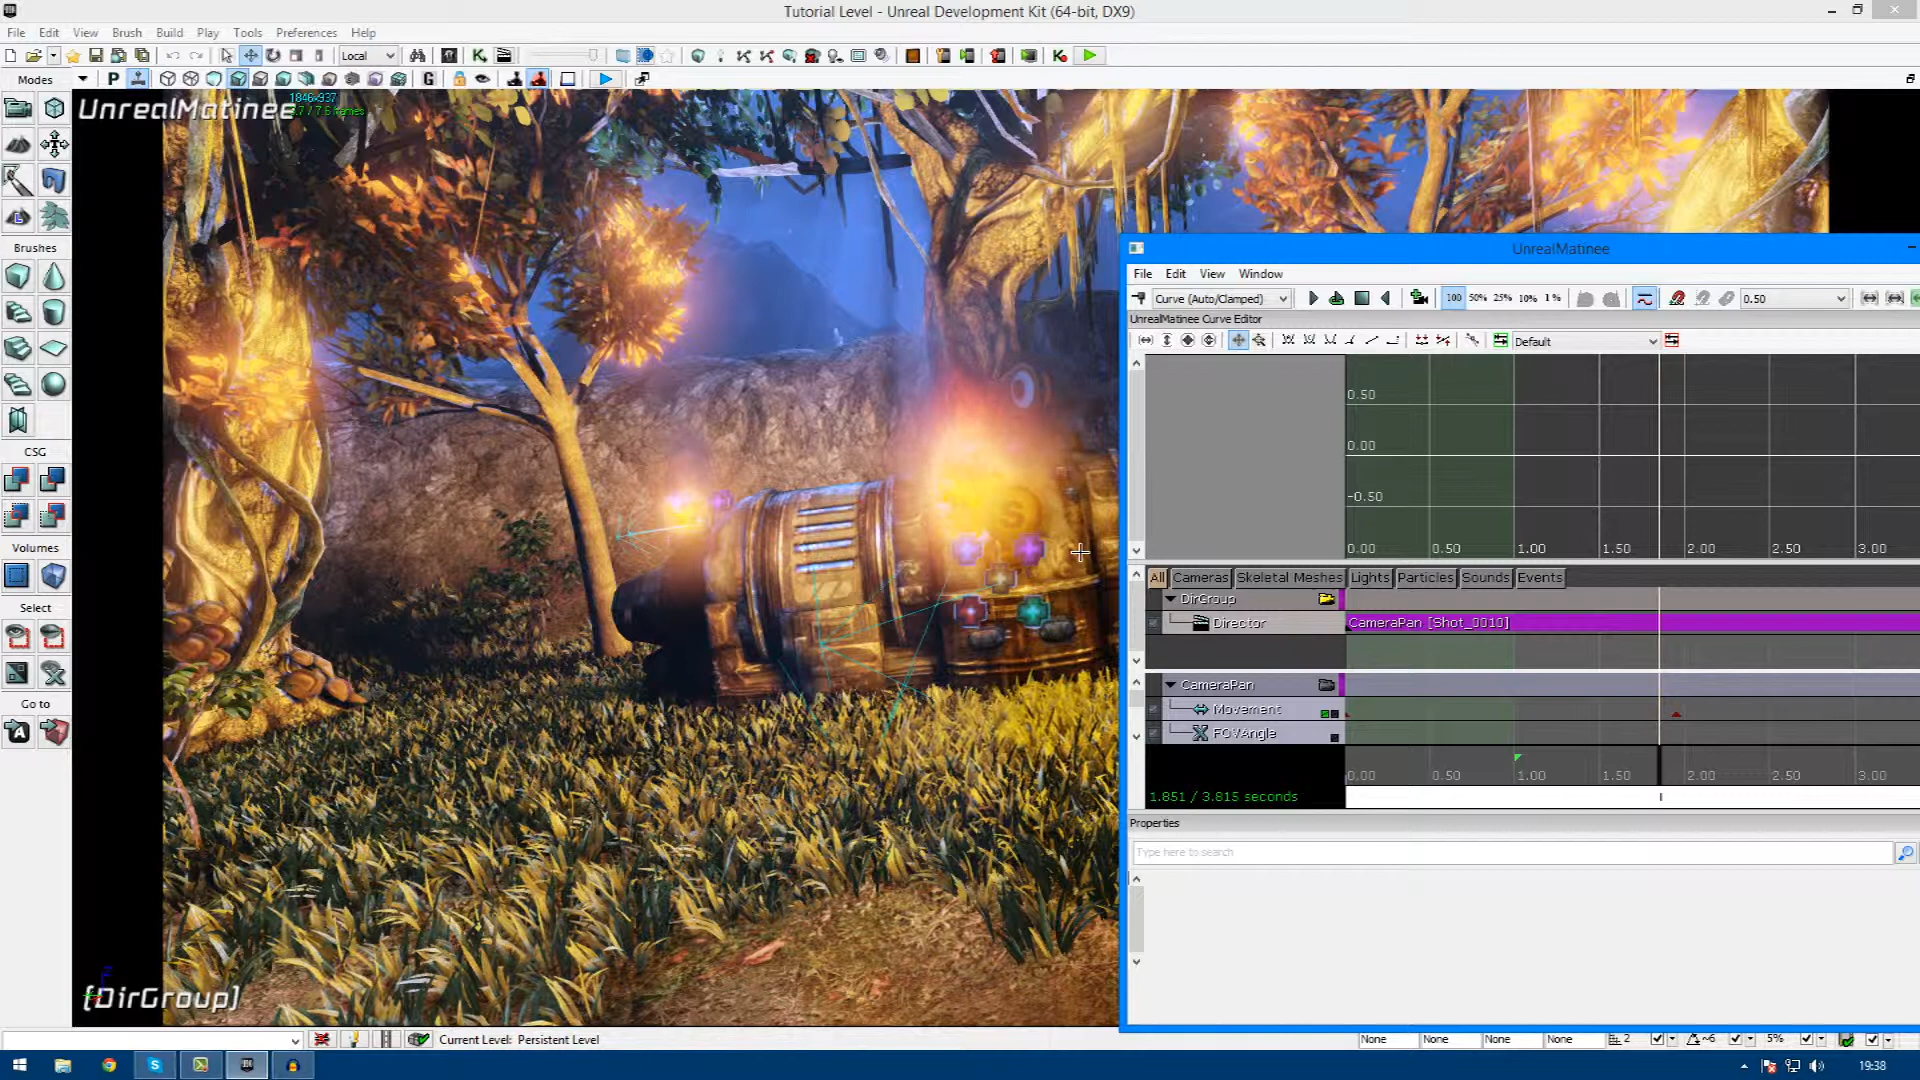 Tutorial Level - Unreal Development Kit (64-bit, DX9)
File Edit View Brush Build Play Tools Preferences Help
Local
Modes
P
G
UnrealMatinee
1846x937
Brushes
CSG
Volumes
Select
Go to
[DirGroup]
UnrealMatinee
File Edit View Window
Curve (Auto/Clamped) 100 50% 25% 10% 1% 0.50
UnrealMatinee Curve Editor
Default
0.50
0.00
-0.50
0.00 0.50 1.00 1.50 2.00 2.50 3.00
All Cameras Skeletal Meshes Lights Particles Sounds Events
DirGroup
Director CameraPan [Shot_0010]
CameraPan
Movement
FOVAngle
0.00 0.50 1.00 1.50 2.00 2.50 3.00
1.851 / 3.815 seconds
Properties
Type here to search
Current Level: Persistent Level
None None None None 2 ~6 5%
19:38